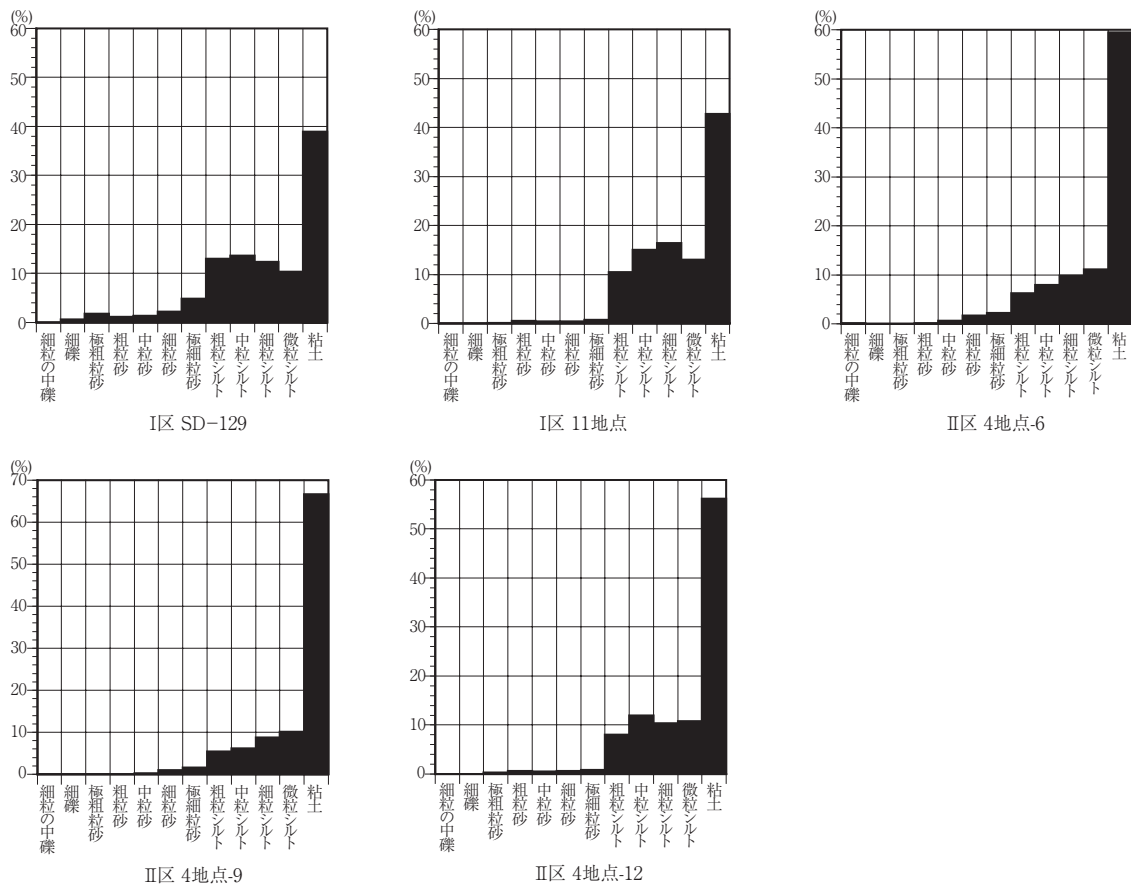 (%)
60
50
40
30
20
10
0
細粒の中礫
細礫
極粗粒砂
粗粒砂
中粒砂
細粒砂
極細粒砂
粗粒シルト
中粒シルト
細粒シルト
微粒シルト
粘土
I区 SD-129
(%)
60
50
40
30
20
10
0
細粒の中礫
細礫
極粗粒砂
粗粒砂
中粒砂
細粒砂
極細粒砂
粗粒シルト
中粒シルト
細粒シルト
微粒シルト
粘土
I区 11地点
(%)
60
50
40
30
20
10
0
細粒の中礫
細礫
極粗粒砂
粗粒砂
中粒砂
細粒砂
極細粒砂
粗粒シルト
中粒シルト
細粒シルト
微粒シルト
粘土
II区 4地点-6
(%)
70
60
50
40
30
20
10
0
細粒の中礫
細礫
極粗粒砂
粗粒砂
中粒砂
細粒砂
極細粒砂
粗粒シルト
中粒シルト
細粒シルト
微粒シルト
粘土
II区 4地点-9
(%)
60
50
40
30
20
10
0
細粒の中礫
細礫
極粗粒砂
粗粒砂
中粒砂
細粒砂
極細粒砂
粗粒シルト
中粒シルト
細粒シルト
微粒シルト
粘土
II区 4地点-12